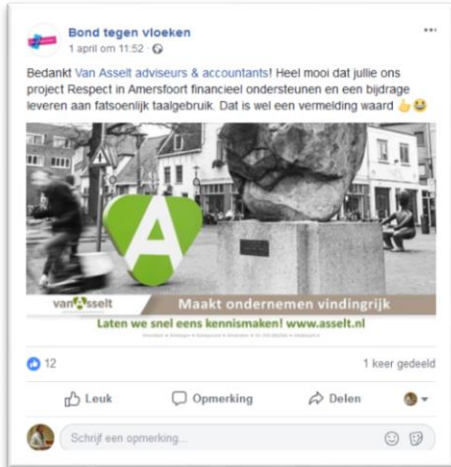 Bond tegen vloeken
1 april om 11:52
Bedankt Van Asselt adviseurs & accountants! Heel mooi dat jullie ons
project Respect in Amersfoort financieel ondersteunen en een bijdrage
leveren aan fatsoenlijk taalgebruik. Dat is wel een vermelding waard 👍😀
A
vanAsselt
Maakt ondernemen vindingrijk
Laten we snel eens kennismaken! www.asselt.nl
12
1 keer gedeeld
Leuk Opmerking Delen
Schrijf een opmerking...